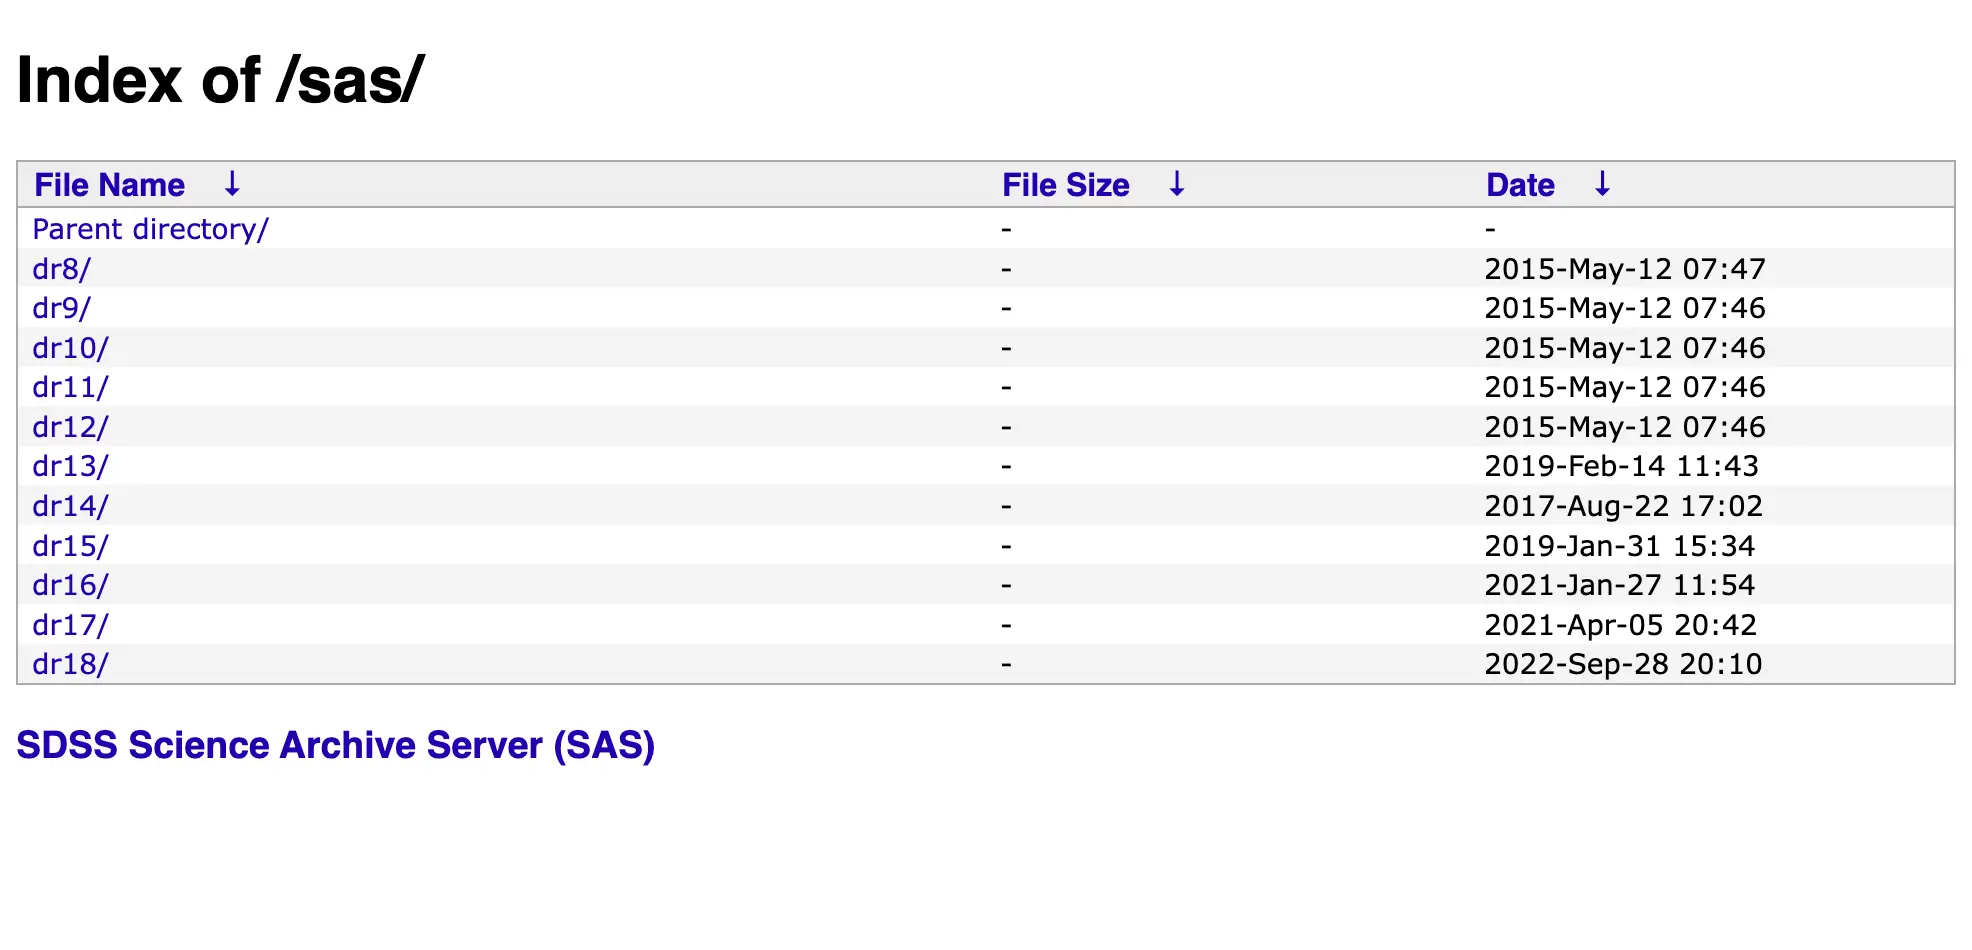 Index of /sas/
File Name ↓ File Size ↓ Date ↓
Parent directory/ - -
dr8/ - 2015-May-12 07:47
dr9/ - 2015-May-12 07:46
dr10/ - 2015-May-12 07:46
dr11/ - 2015-May-12 07:46
dr12/ - 2015-May-12 07:46
dr13/ - 2019-Feb-14 11:43
dr14/ - 2017-Aug-22 17:02
dr15/ - 2019-Jan-31 15:34
dr16/ - 2021-Jan-27 11:54
dr17/ - 2021-Apr-05 20:42
dr18/ - 2022-Sep-28 20:10
SDSS Science Archive Server (SAS)